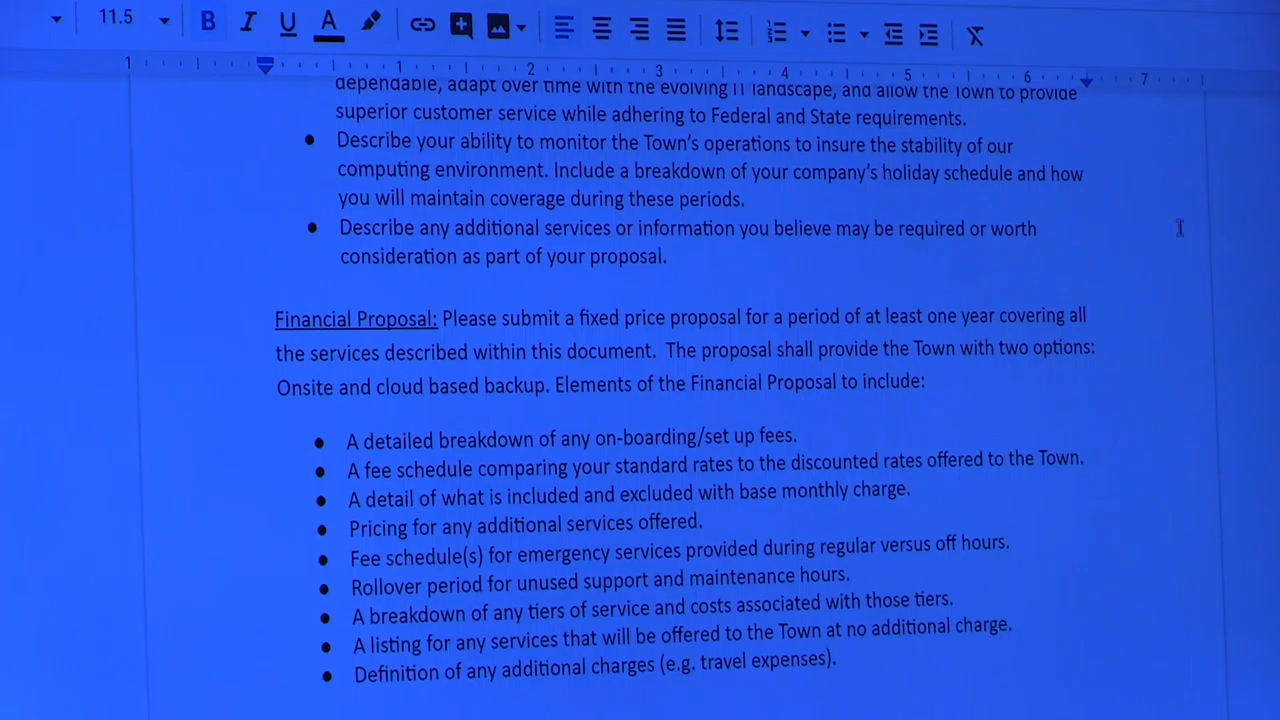 11.5 B I U A
1 1 2 3 4 5 6 7
dependable, adapt over time with the evolving IT landscape, and allow the Town to provide
superior customer service while adhering to Federal and State requirements.
● Describe your ability to monitor the Town's operations to insure the stability of our
computing environment. Include a breakdown of your company's holiday schedule and how
you will maintain coverage during these periods.
● Describe any additional services or information you believe may be required or worth
consideration as part of your proposal.
Financial Proposal: Please submit a fixed price proposal for a period of at least one year covering all
the services described within this document. The proposal shall provide the Town with two options:
Onsite and cloud based backup. Elements of the Financial Proposal to include:
● A detailed breakdown of any on-boarding/set up fees.
● A fee schedule comparing your standard rates to the discounted rates offered to the Town.
● A detail of what is included and excluded with base monthly charge.
● Pricing for any additional services offered.
● Fee schedule(s) for emergency services provided during regular versus off hours.
● Rollover period for unused support and maintenance hours.
● A breakdown of any tiers of service and costs associated with those tiers.
● A listing for any services that will be offered to the Town at no additional charge.
● Definition of any additional charges (e.g. travel expenses).